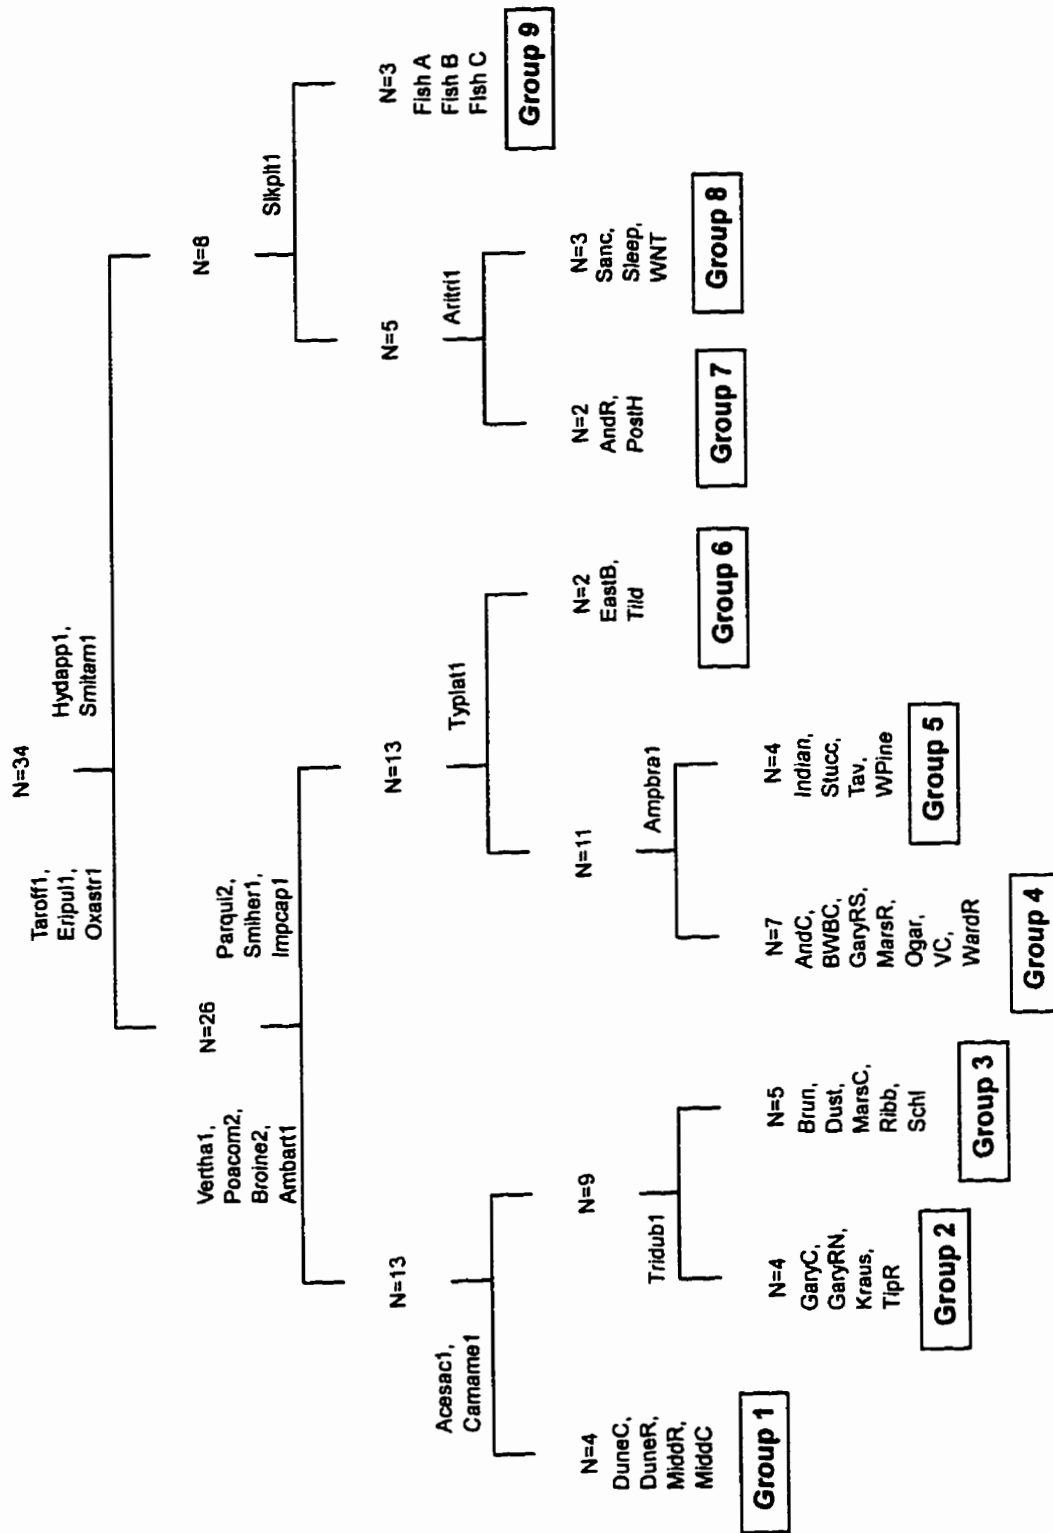 N=34
Taroff1,
Eripul1,
Oxastr1
Hydapp1,
Smitam1
N=26
N=8
Vertha1,
Poacom2,
Broine2,
Ambart1
Parqui2,
Smiher1,
Impcap1
Slkplt1
N=13
N=13
N=5
N=3
Fish A
Fish B
Fish C
Group 9
Acesac1,
Camame1
Typlat1
Aritri1
N=4
DuneC,
DuneR,
MiddR,
MiddC
Group 1
N=9
N=11
N=2
EastB,
Tild
Group 6
N=2
AndR,
PostH
Group 7
N=3
Sanc,
Sleep,
WNT
Group 8
Tridub1
Ampbra1
N=4
GaryC,
GaryRN,
Kraus,
TipR
Group 2
N=5
Brun,
Dust,
MarsC,
Ribb,
Schl
Group 3
N=7
AndC,
BWBC,
GaryRS,
MarsR,
Ogar,
VC,
WardR
Group 4
N=4
Indian,
Stucc,
Tav,
WPine
Group 5